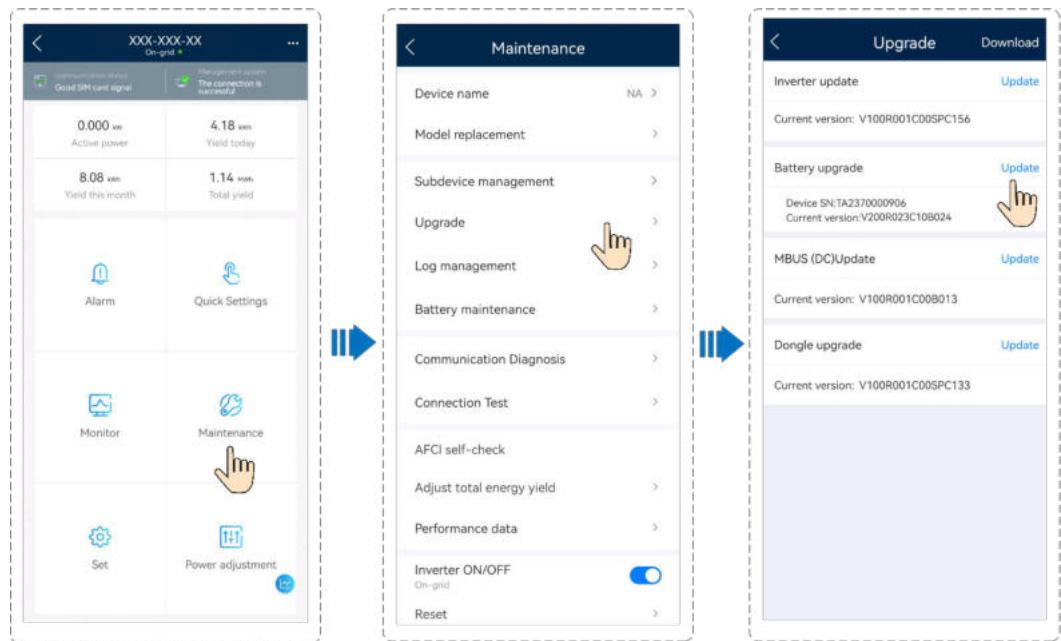 XXX-XXX-XX
On-grid
Communication status
Good SIM card signal
Management system
The connection is
successful
0.000 kW
Active power
4.18 kWh
Yield today
8.08 kWh
Yield this month
1.14 MWh
Total yield
Alarm
Quick Settings
Monitor
Maintenance
Set
Power adjustment
Maintenance
Device name
NA
Model replacement
Subdevice management
Upgrade
Log management
Battery maintenance
Communication Diagnosis
Connection Test
AFCI self-check
Adjust total energy yield
Performance data
Inverter ON/OFF
On-grid
Reset
Upgrade
Download
Inverter update
Update
Current version: V100R001C00SPC156
Battery upgrade
Update
Device SN:TA2370000906
Current version:V200R023C10B024
MBUS (DC)Update
Update
Current version: V100R001C00B013
Dongle upgrade
Update
Current version: V100R001C00SPC133